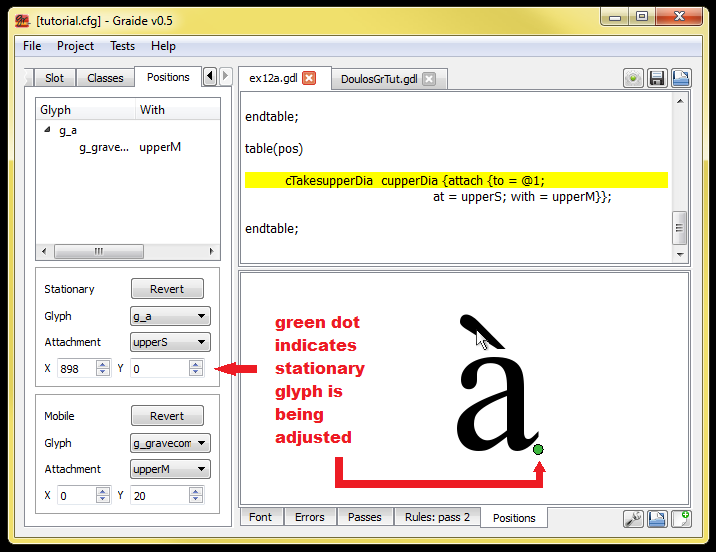 [tutorial.cfg] - Graide v0.5
File Project Tests Help
Slot Classes Positions
Glyph With
g_a
g_grave... upperM
Stationary Revert
Glyph g_a
Attachment upperS
X 898 Y 0
Mobile Revert
Glyph g_gravecom
Attachment upperM
X 0 Y 20
ex12a.gdl DoulosGrTut.gdl
endtable;
table(pos)
cTakesupperDia cupperDia {attach {to = @1;
at = upperS; with = upperM}};
endtable;
green dot
indicates
stationary
glyph is
being
adjusted
à
Font Errors Passes Rules: pass 2 Positions